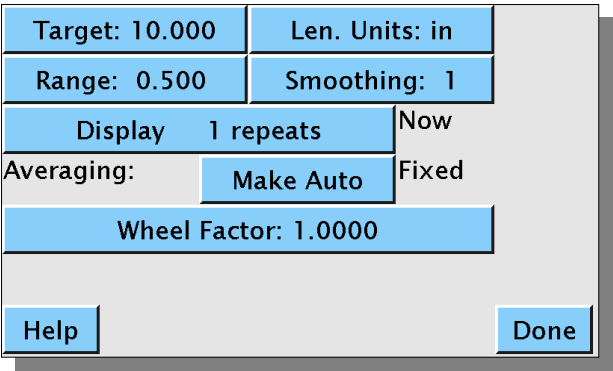 Target: 10.000 Len. Units: in
Range: 0.500 Smoothing: 1
Display 1 repeats Now
Averaging: Make Auto Fixed
Wheel Factor: 1.0000
Help Done